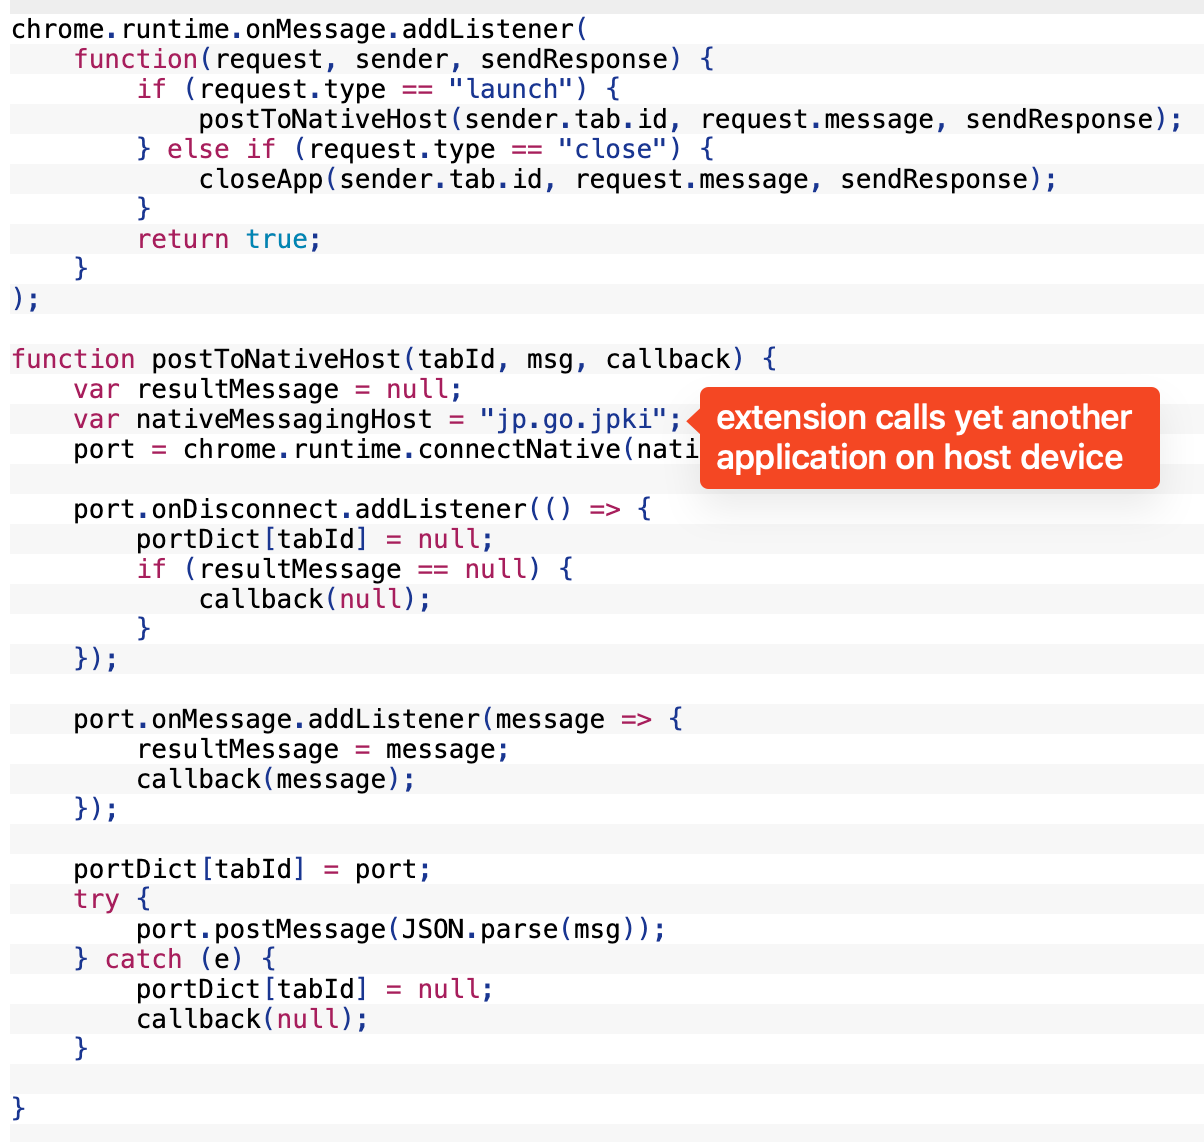 chrome.runtime.onMessage.addListener(
    function(request, sender, sendResponse) {
        if (request.type == "launch") {
            postToNativeHost(sender.tab.id, request.message, sendResponse);
        } else if (request.type == "close") {
            closeApp(sender.tab.id, request.message, sendResponse);
        }
        return true;
    }
);

function postToNativeHost(tabId, msg, callback) {
    var resultMessage = null;
    var nativeMessagingHost = "jp.go.jpki";
    port = chrome.runtime.connectNative(nati
extension calls yet another
application on host device

    port.onDisconnect.addListener(() => {
        portDict[tabId] = null;
        if (resultMessage == null) {
            callback(null);
        }
    });

    port.onMessage.addListener(message => {
        resultMessage = message;
        callback(message);
    });

    portDict[tabId] = port;
    try {
        port.postMessage(JSON.parse(msg));
    } catch (e) {
        portDict[tabId] = null;
        callback(null);
    }

}